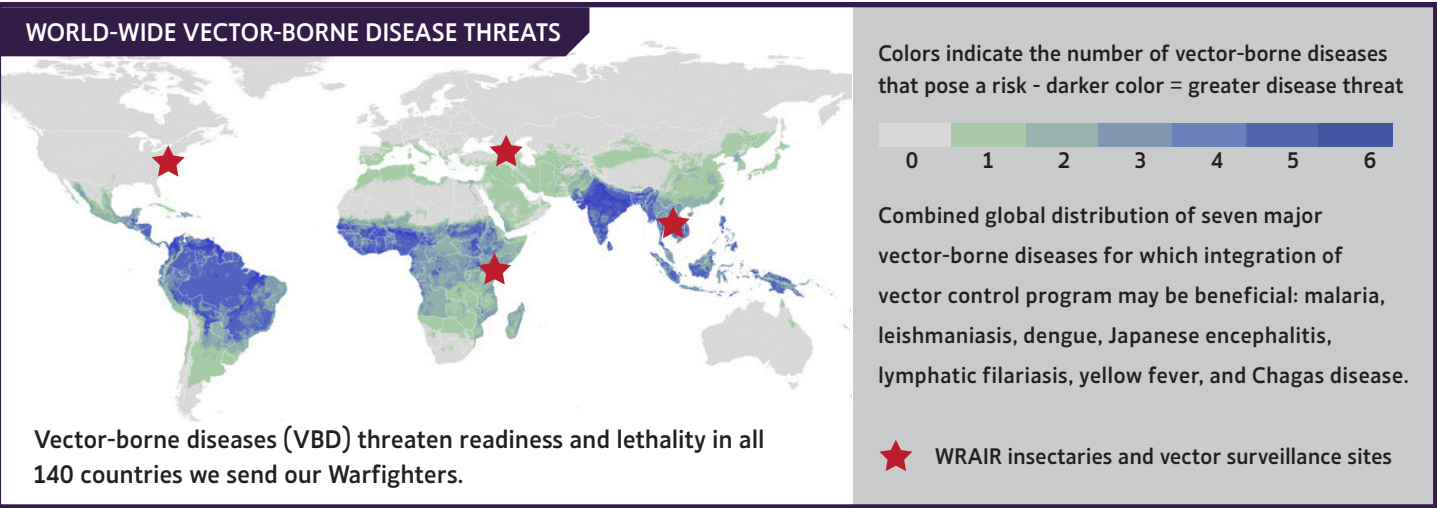 WORLD-WIDE VECTOR-BORNE DISEASE THREATS
Vector-borne diseases (VBD) threaten readiness and lethality in all
140 countries we send our Warfighters.
Colors indicate the number of vector-borne diseases
that pose a risk - darker color = greater disease threat
0 1 2 3 4 5 6
Combined global distribution of seven major
vector-borne diseases for which integration of
vector control program may be beneficial: malaria,
leishmaniasis, dengue, Japanese encephalitis,
lymphatic filariasis, yellow fever, and Chagas disease.
WRAIR insectaries and vector surveillance sites